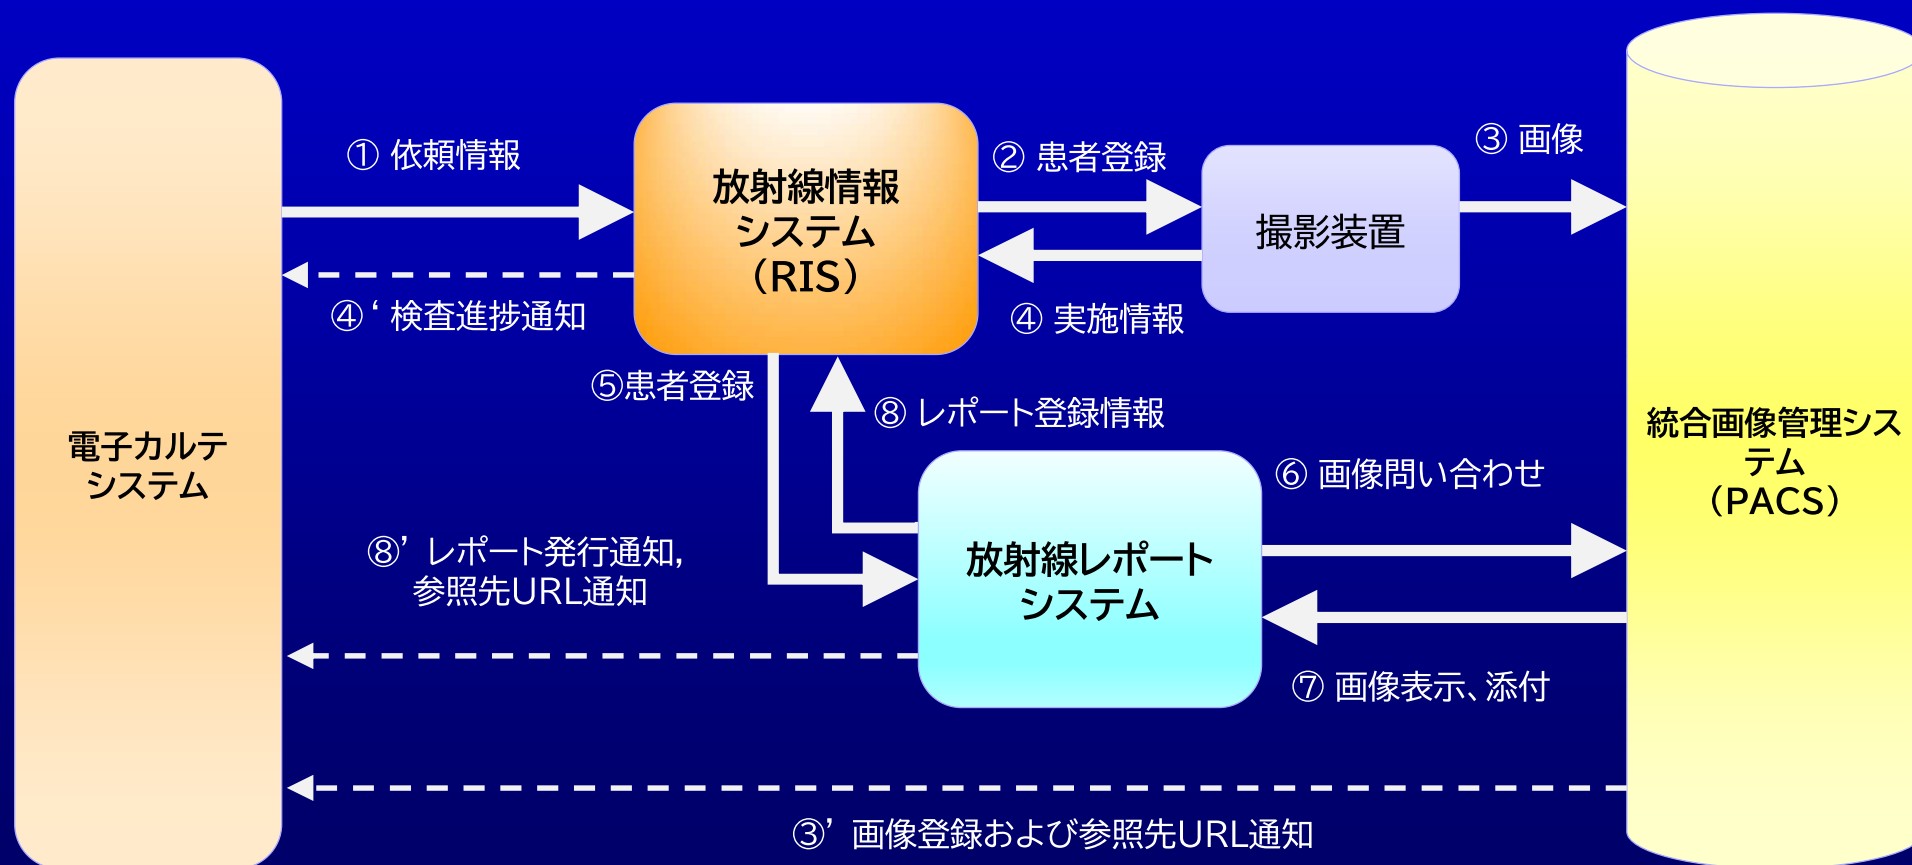 ① 依頼情報
放射線情報
システム
（RIS）
② 患者登録
撮影装置
③ 画像
④‘ 検査進捗通知
④ 実施情報
⑤患者登録
⑧ レポート登録情報
電子カルテ
システム
統合画像管理シス
テム
（PACS）
⑥ 画像問い合わせ
⑧’ レポート発行通知，
参照先URL通知
放射線レポート
システム
⑦ 画像表示、添付
③’ 画像登録および参照先URL通知